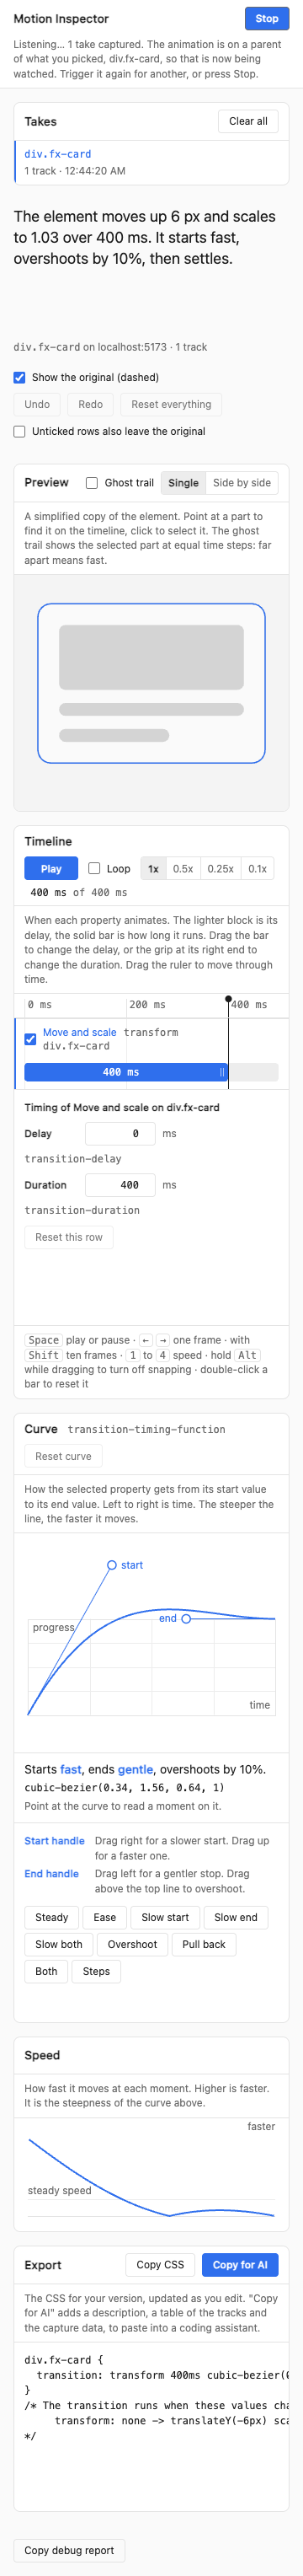 Motion Inspector
Stop
Listening... 1 take captured. The animation is on a parent
of what you picked, div.fx-card, so that is now being
watched. Trigger it again for another, or press Stop.
Takes
Clear all
div.fx-card
1 track · 12:44:20 AM
The element moves up 6 px and scales
to 1.03 over 400 ms. It starts fast,
overshoots by 10%, then settles.
div.fx-card on localhost:5173 · 1 track
Show the original (dashed)
Undo
Redo
Reset everything
Unticked rows also leave the original
Preview
Ghost trail
Single
Side by side
A simplified copy of the element. Point at a part to
find it on the timeline, click to select it. The ghost
trail shows the selected part at equal time steps: far
apart means fast.
Timeline
Play
Loop
1x
0.5x
0.25x
0.1x
400 ms of 400 ms
When each property animates. The lighter block is its
delay, the solid bar is how long it runs. Drag the bar
to change the delay, or the grip at its right end to
change the duration. Drag the ruler to move through
time.
0 ms
200 ms
400 ms
Move and scale transform
div.fx-card
400 ms
Timing of Move and scale on div.fx-card
Delay
0
ms
transition-delay
Duration
400
ms
transition-duration
Reset this row
Space play or pause · ← → one frame · with
Shift ten frames · 1 to 4 speed · hold Alt
while dragging to turn off snapping · double-click a
bar to reset it
Curve transition-timing-function
Reset curve
How the selected property gets from its start value
to its end value. Left to right is time. The steeper the
line, the faster it moves.
start
end
progress
time
Starts fast, ends gentle, overshoots by 10%.
cubic-bezier(0.34, 1.56, 0.64, 1)
Point at the curve to read a moment on it.
Start handle
Drag right for a slower start. Drag up
for a faster one.
End handle
Drag left for a gentler stop. Drag
above the top line to overshoot.
Steady
Ease
Slow start
Slow end
Slow both
Overshoot
Pull back
Both
Steps
Speed
How fast it moves at each moment. Higher is faster.
It is the steepness of the curve above.
faster
steady speed
Export
Copy CSS
Copy for AI
The CSS for your version, updated as you edit. "Copy
for AI" adds a description, a table of the tracks and
the capture data, to paste into a coding assistant.
div.fx-card {
transition: transform 400ms cubic-bezier(0
}
/* The transition runs when these values cha
transform: none -> translateY(-6px) sca
*/
Copy debug report